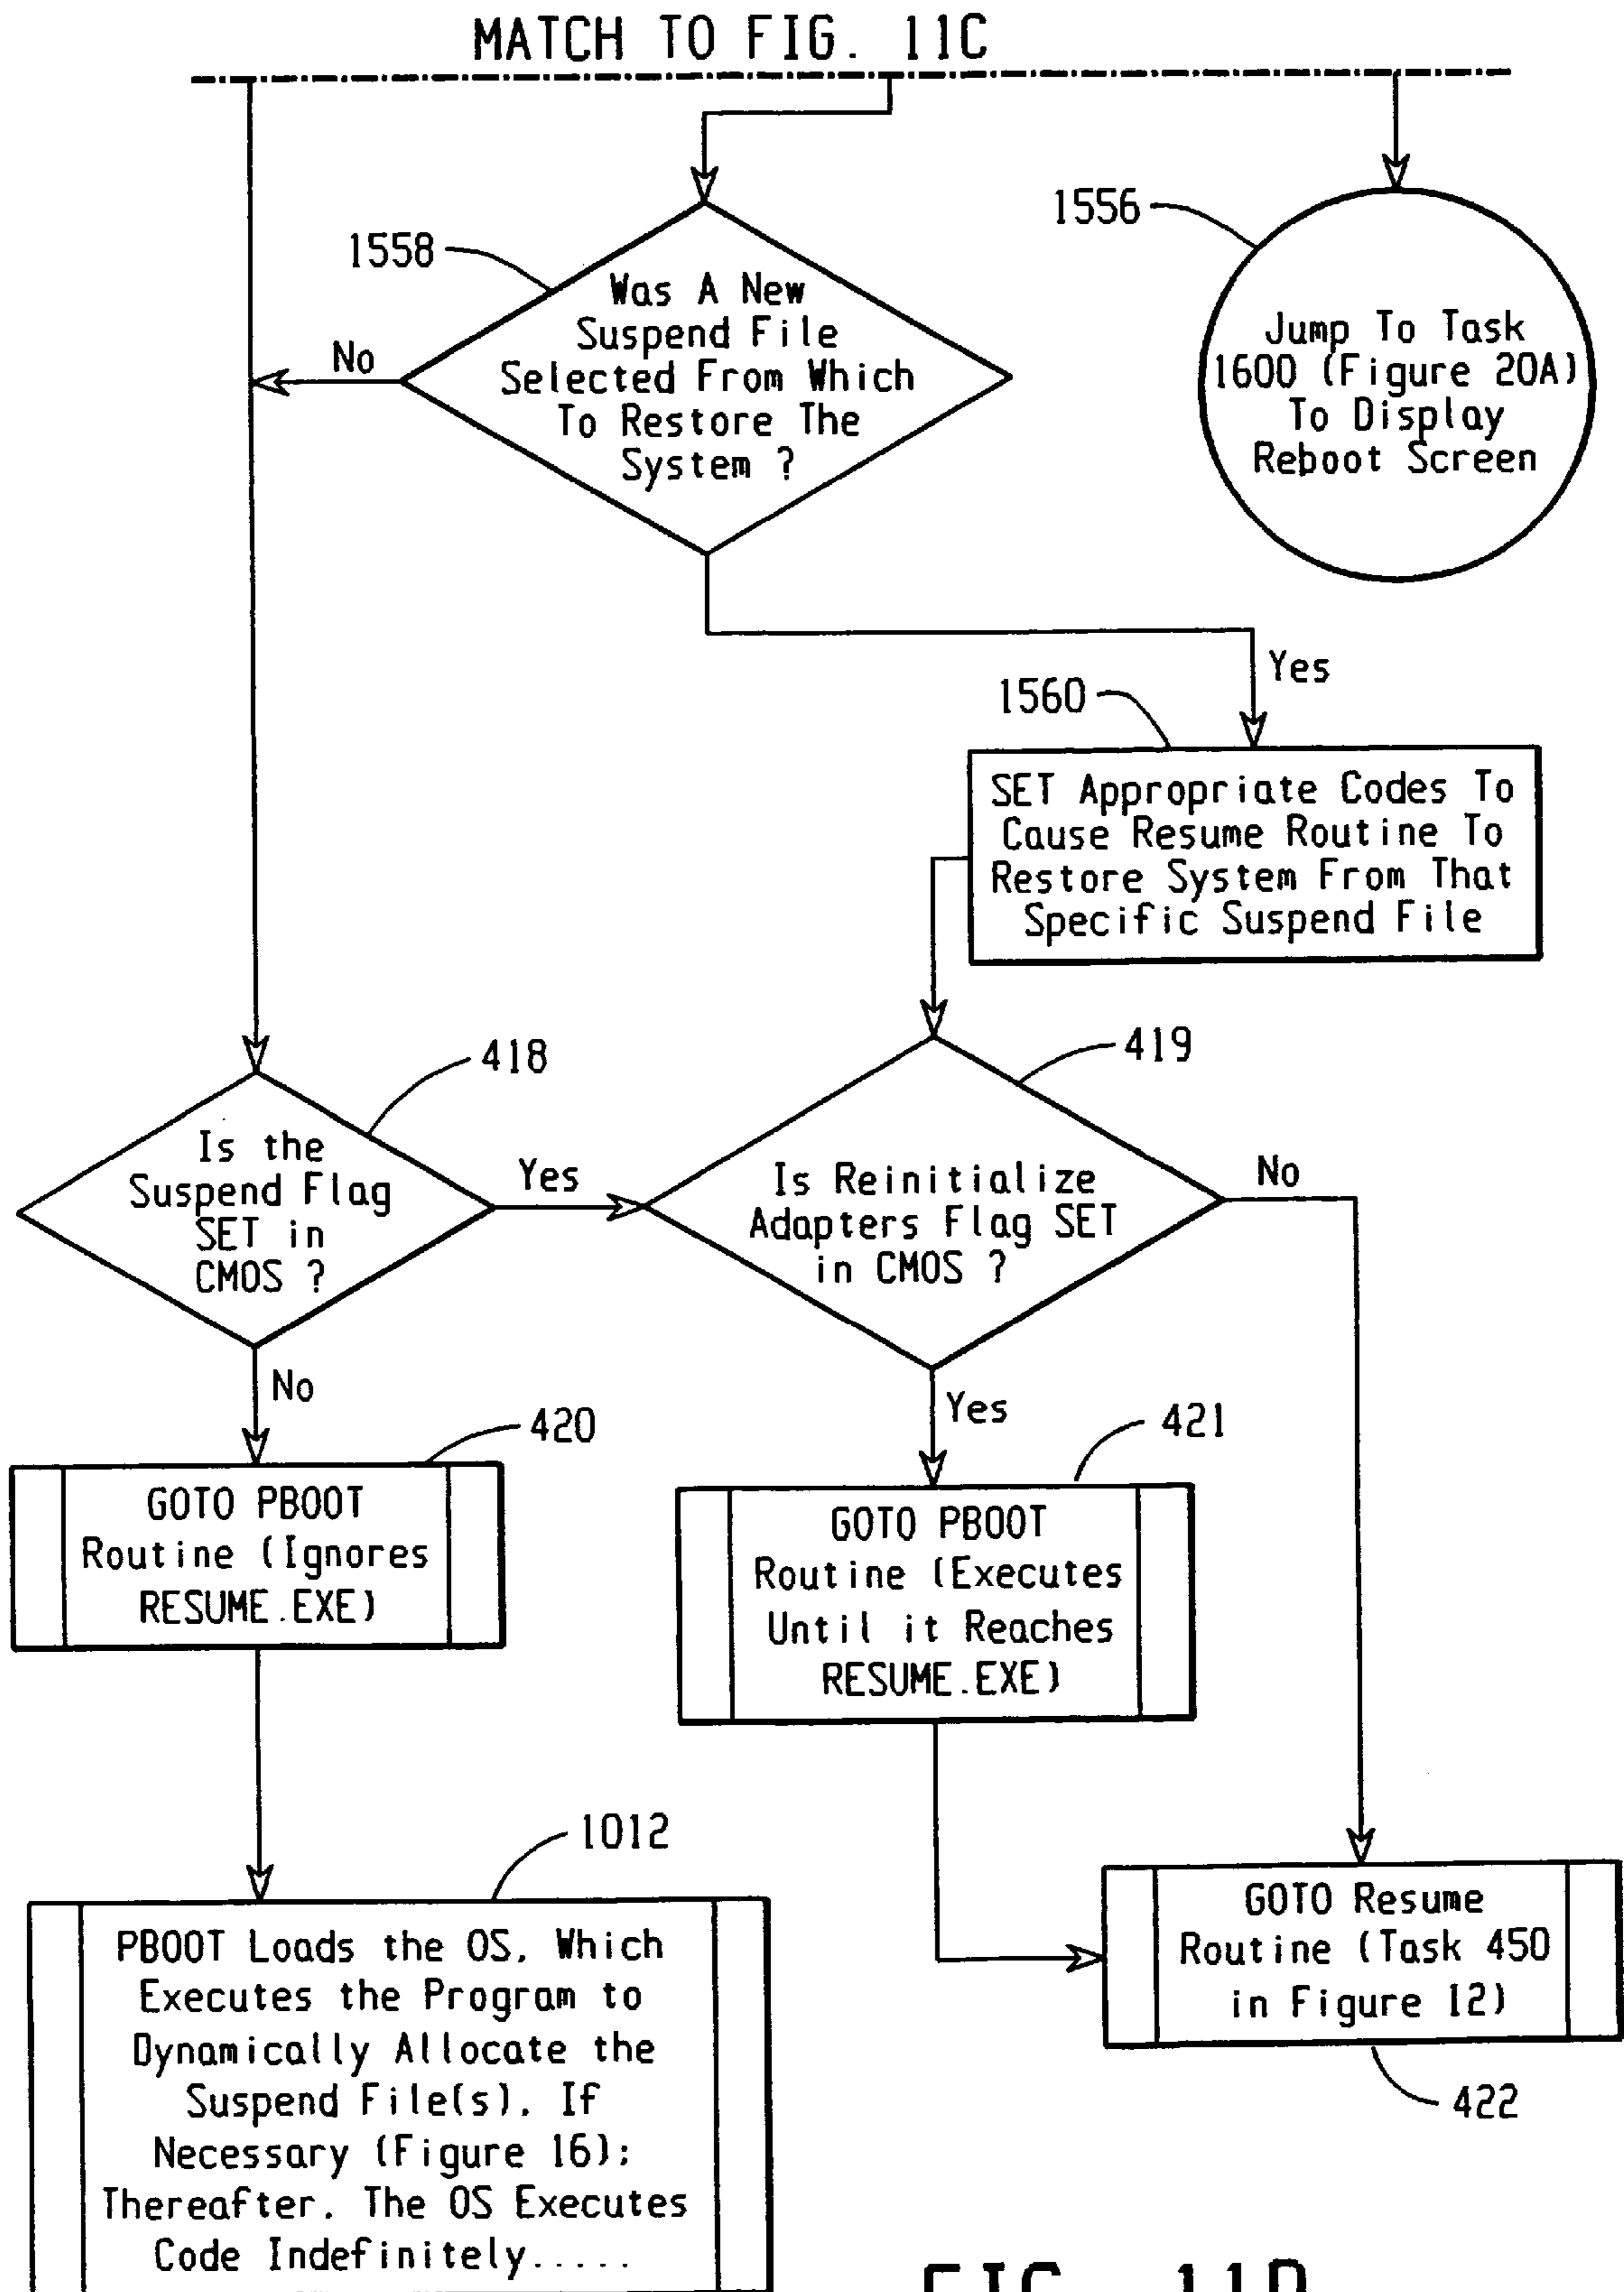 MATCH TO FIG. 11C
1558
Was A New
Suspend File
Selected From Which
To Restore The
System ?
No
1556
Jump To Task
1600 (Figure 20A)
To Display
Reboot Screen
Yes
1560
SET Appropriate Codes To
Cause Resume Routine To
Restore System From That
Specific Suspend File
418
Is the
Suspend Flag
SET in
CMOS ?
Yes
419
Is Reinitialize
Adapters Flag SET
in CMOS ?
No
No
420
GOTO PBOOT
Routine (Ignores
RESUME.EXE)
Yes
421
GOTO PBOOT
Routine (Executes
Until it Reaches
RESUME.EXE)
1012
PBOOT Loads the OS, Which
Executes the Program to
Dynamically Allocate the
Suspend File(s), If
Necessary (Figure 16);
Thereafter, The OS Executes
Code Indefinitely.....
GOTO Resume
Routine (Task 450
in Figure 12)
422
FIG. 11D